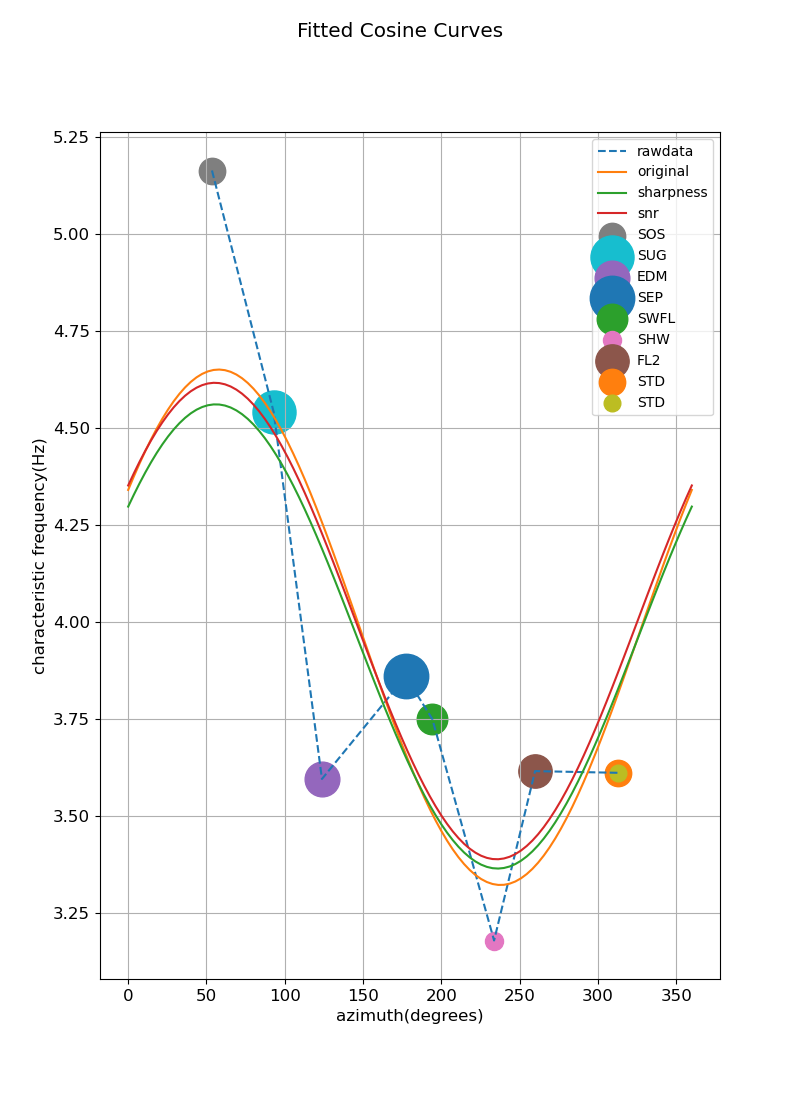 Fitted Cosine Curves
5.25
5.00
4.75
4.50
4.25
4.00
3.75
3.50
3.25
characteristic frequency(Hz)
rawdata
original
sharpness
snr
SOS
SUG
EDM
SEP
SWFL
SHW
FL2
STD
STD
0 50 100 150 200 250 300 350
azimuth(degrees)